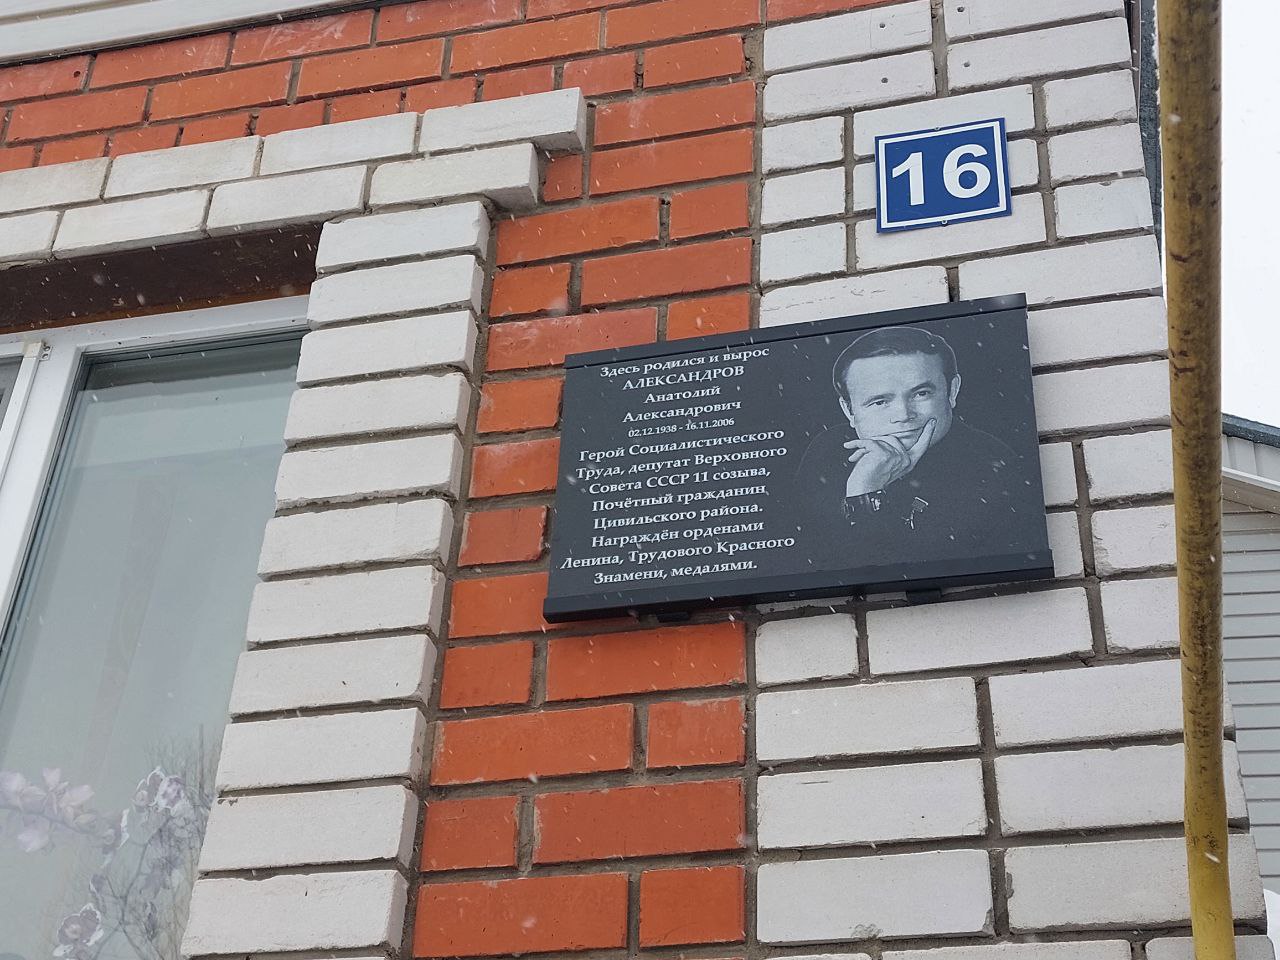 16
Здесь родился и вырос
АЛЕКСАНДРОВ
Анатолий
Александрович
02.12.1938 - 16.11.2006
Герой Социалистического
Труда, депутат Верховного
Совета СССР 11 созыва,
Почётный гражданин
Цивильского района.
Награждён орденами
Ленина, Трудового Красного
Знамени, медалями.